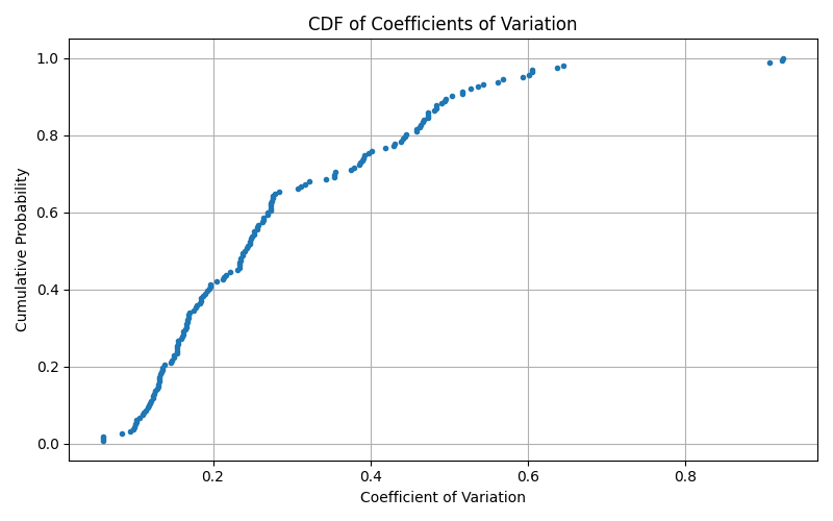 CDF of Coefficients of Variation
1.0
0.8
0.6
0.4
0.2
0.0
Cumulative Probability
0.2 0.4 0.6 0.8
Coefficient of Variation